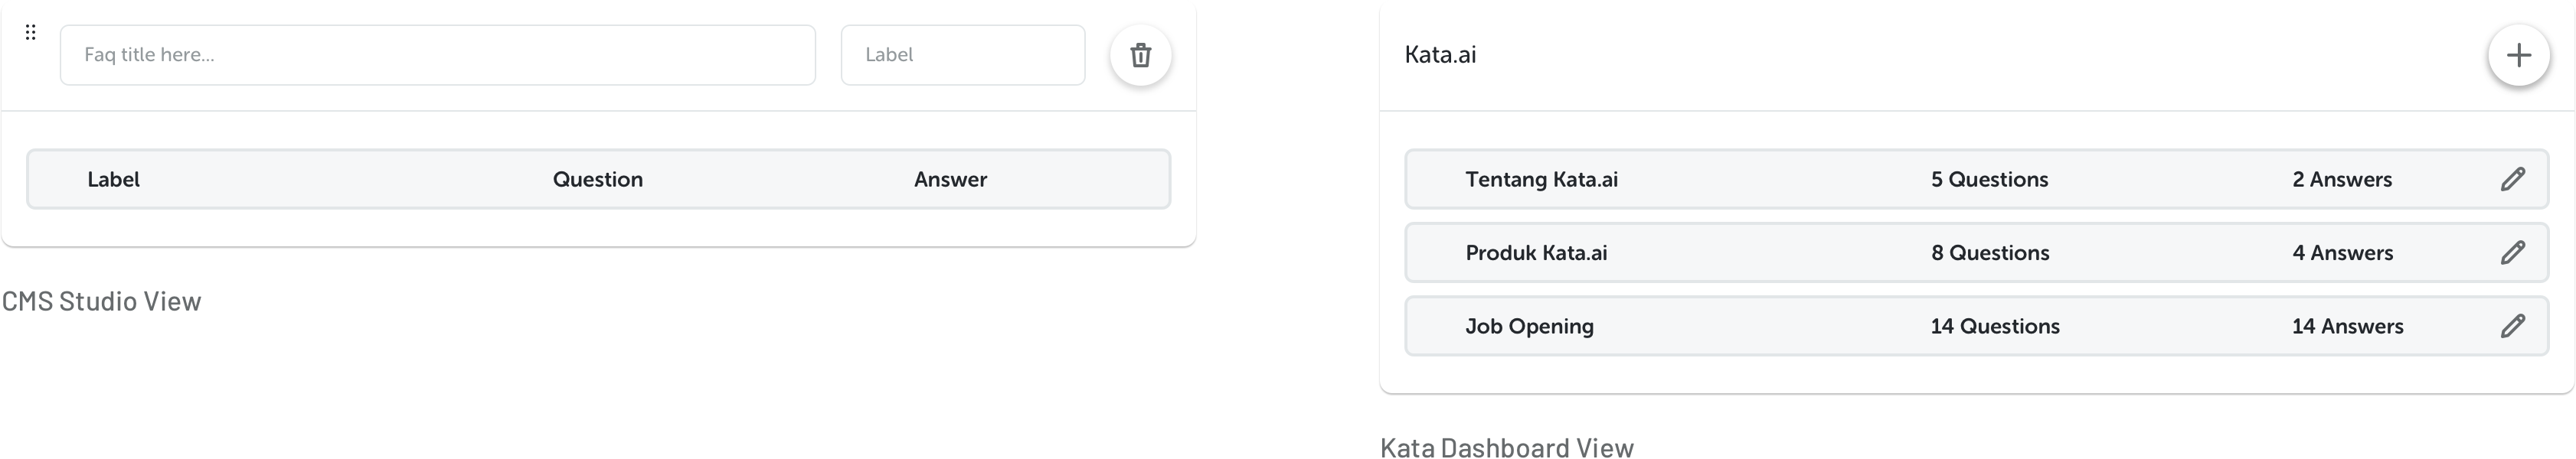 Faq title here...
Label
Label Question Answer
CMS Studio View
Kata.ai
Tentang Kata.ai 5 Questions 2 Answers
Produk Kata.ai 8 Questions 4 Answers
Job Opening 14 Questions 14 Answers
Kata Dashboard View